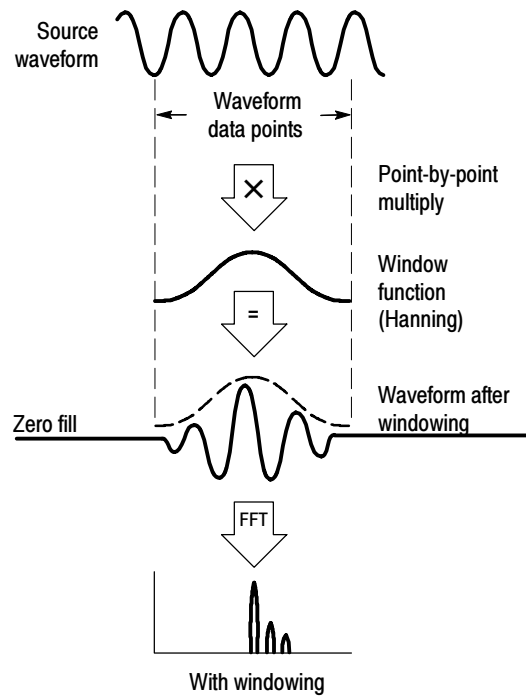 Source
waveform
Waveform
data points
×
Point-by-point
multiply
Window
function
(Hanning)
=
Zero fill
Waveform after
windowing
FFT
With windowing